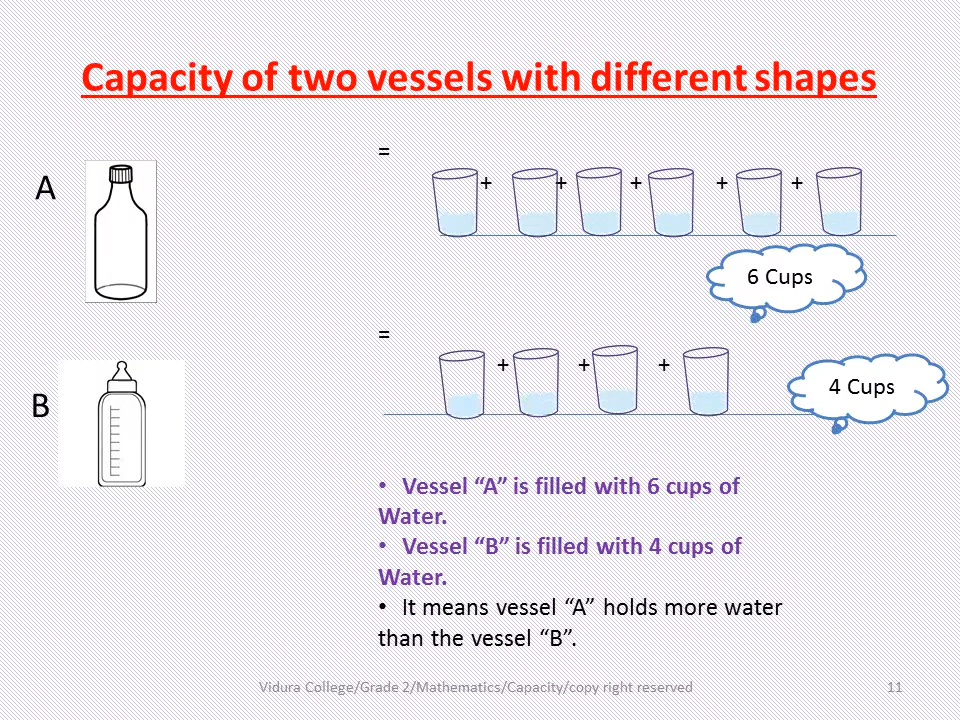 Capacity of two vessels with different shapes
A
=
+ + + + +
6 Cups
=
B
+ + +
4 Cups
• Vessel “A” is filled with 6 cups of
Water.
• Vessel “B” is filled with 4 cups of
Water.
• It means vessel “A” holds more water
than the vessel “B”.
Vidura College/Grade 2/Mathematics/Capacity/copy right reserved
11